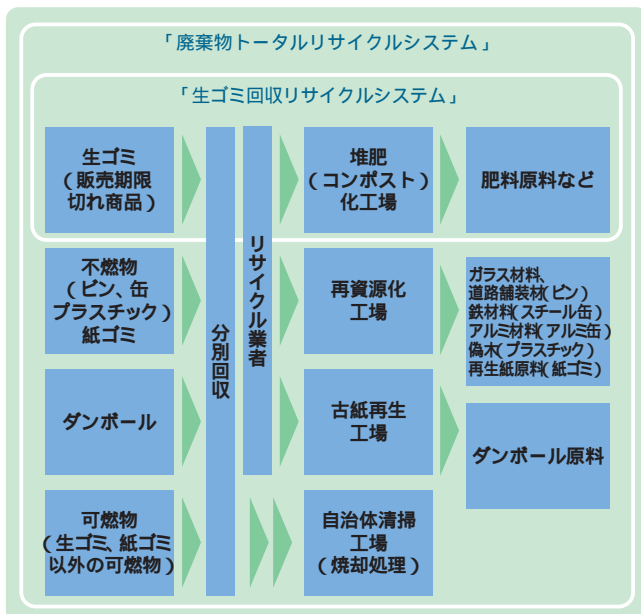 「廃棄物トータルリサイクルシステム」
「生ゴミ回収リサイクルシステム」
生ゴミ
（販売期限
切れ商品）
分別回収
リサイクル業者
堆肥
（コンポスト）
化工場
肥料原料など
不燃物
（ビン、缶
プラスチック）
紙ゴミ
再資源化
工場
ガラス材料、
道路舗装材(ビン)
鉄材料(スチール缶)
アルミ材料(アルミ缶)
偽木(プラスチック)
再生紙原料(紙ゴミ)
ダンボール
古紙再生
工場
ダンボール原料
可燃物
（生ゴミ、紙ゴミ
以外の可燃物）
自治体清掃
工場
（焼却処理）